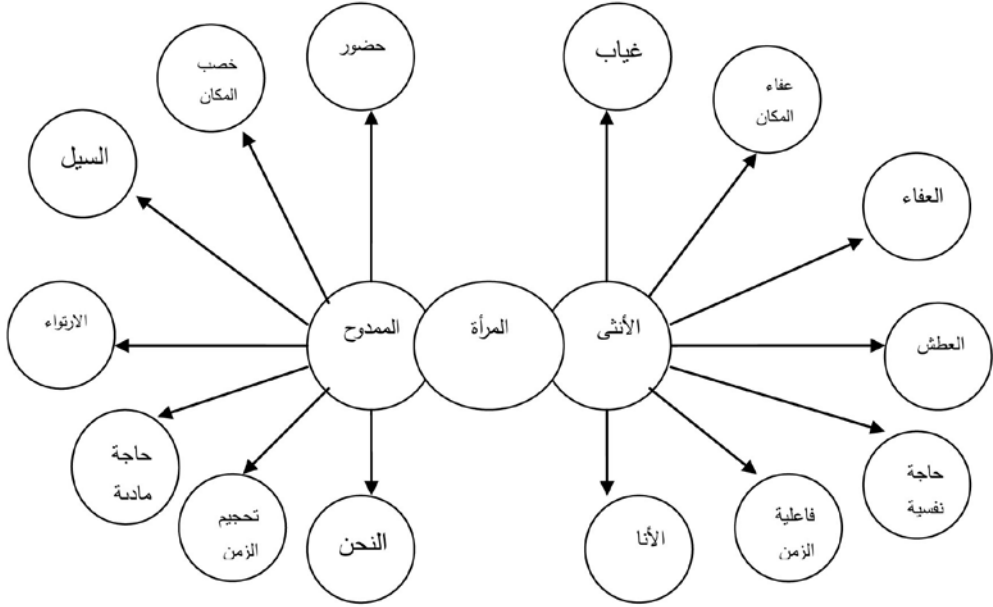 غياب
حضور
عفاء
المكان
خصب
المكان
العفاء
السيل
الأنثى
المرأة
الممدوح
العطش
الارتواء
حاجة
نفسية
حاجة
مادية
فاعلية
الزمن
تحجيم
الزمن
الأنا
النحن